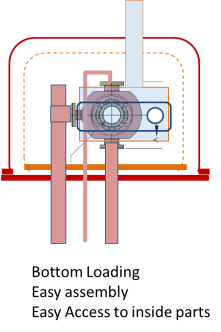 Bottom Loading
Easy assembly
Easy Access to inside parts